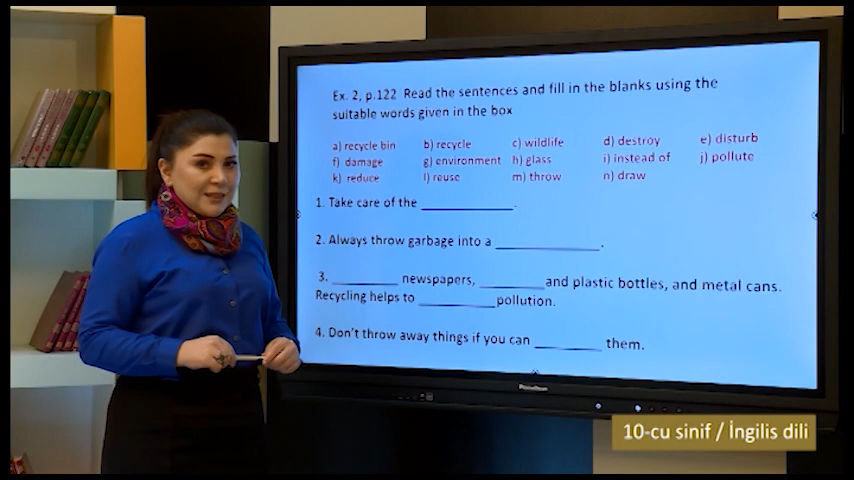 Ex. 2, p.122 Read the sentences and fill in the blanks using the
suitable words given in the box
a) recycle bin b) recycle c) wildlife d) destroy e) disturb
f) damage g) environment h) glass i) instead of j) pollute
k) reduce l) reuse m) throw n) draw
1. Take care of the ____________.
2. Always throw garbage into a ______________.
3. _________ newspapers, _________and plastic bottles, and metal cans.
Recycling helps to __________pollution.
4. Don't throw away things if you can _________ them.
10-cu sinif / İngilis dili